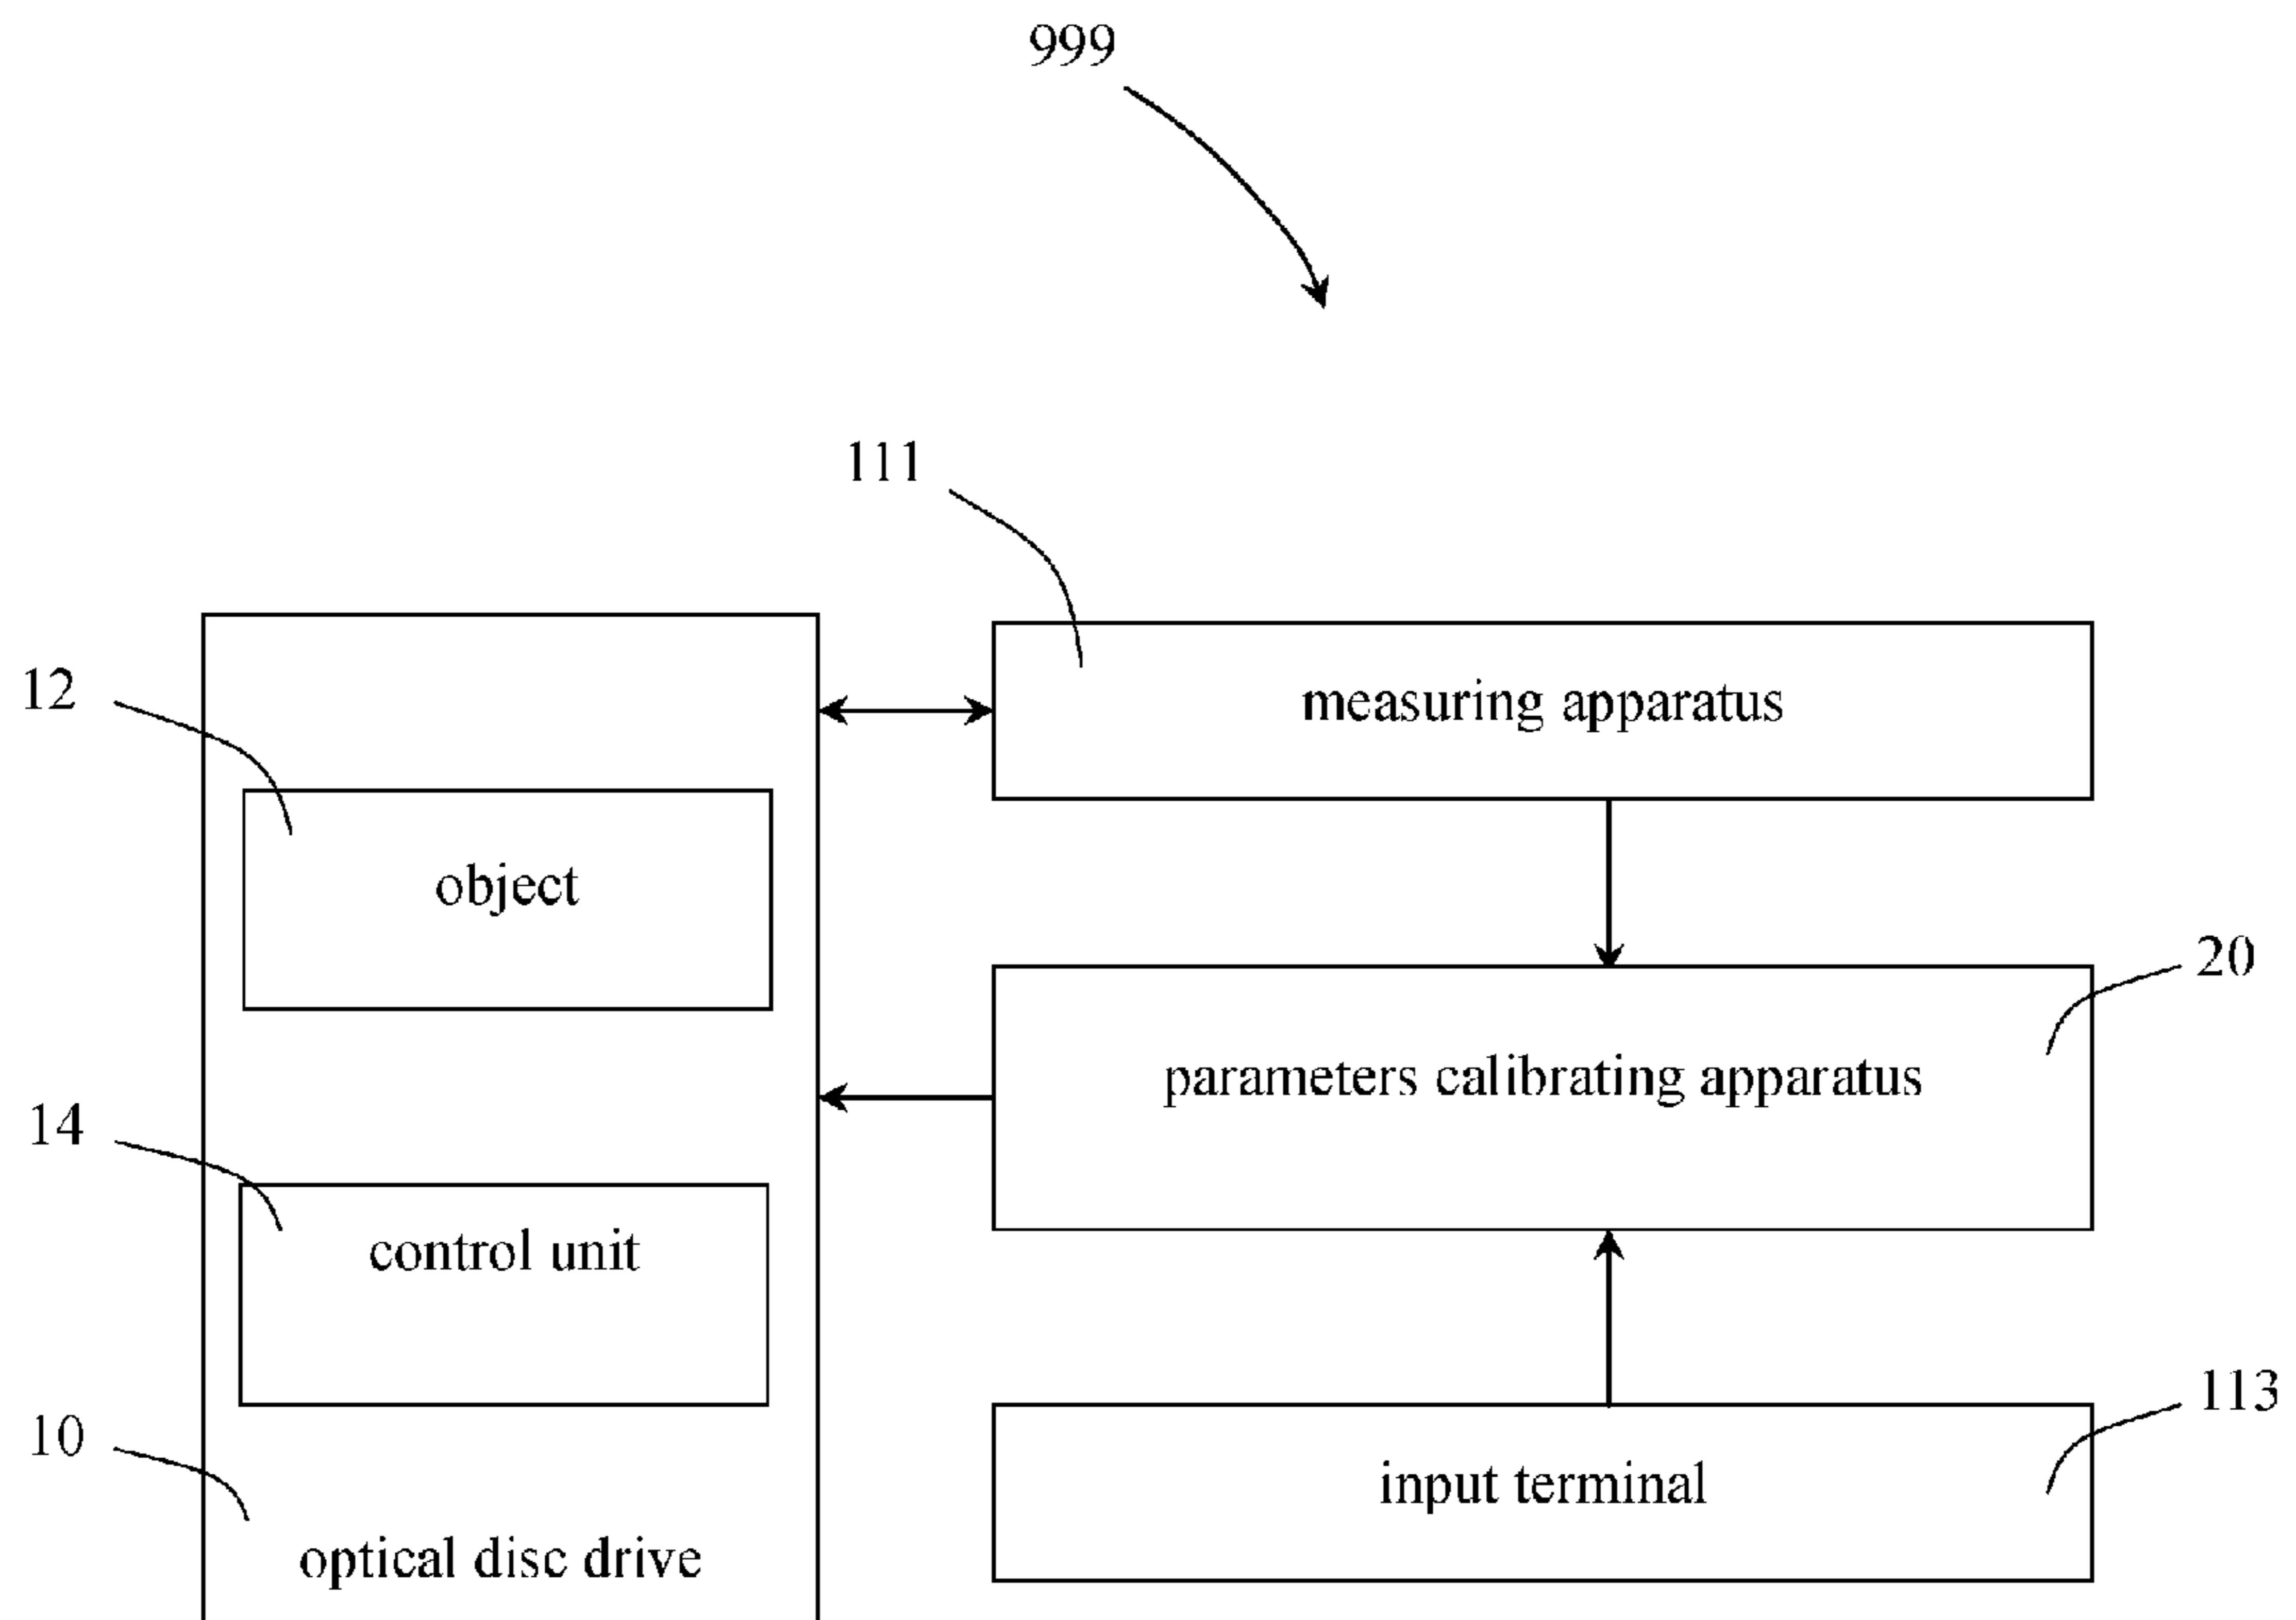 999
111
12
measuring apparatus
object
20
parameters calibrating apparatus
14
control unit
113
10
input terminal
optical disc drive